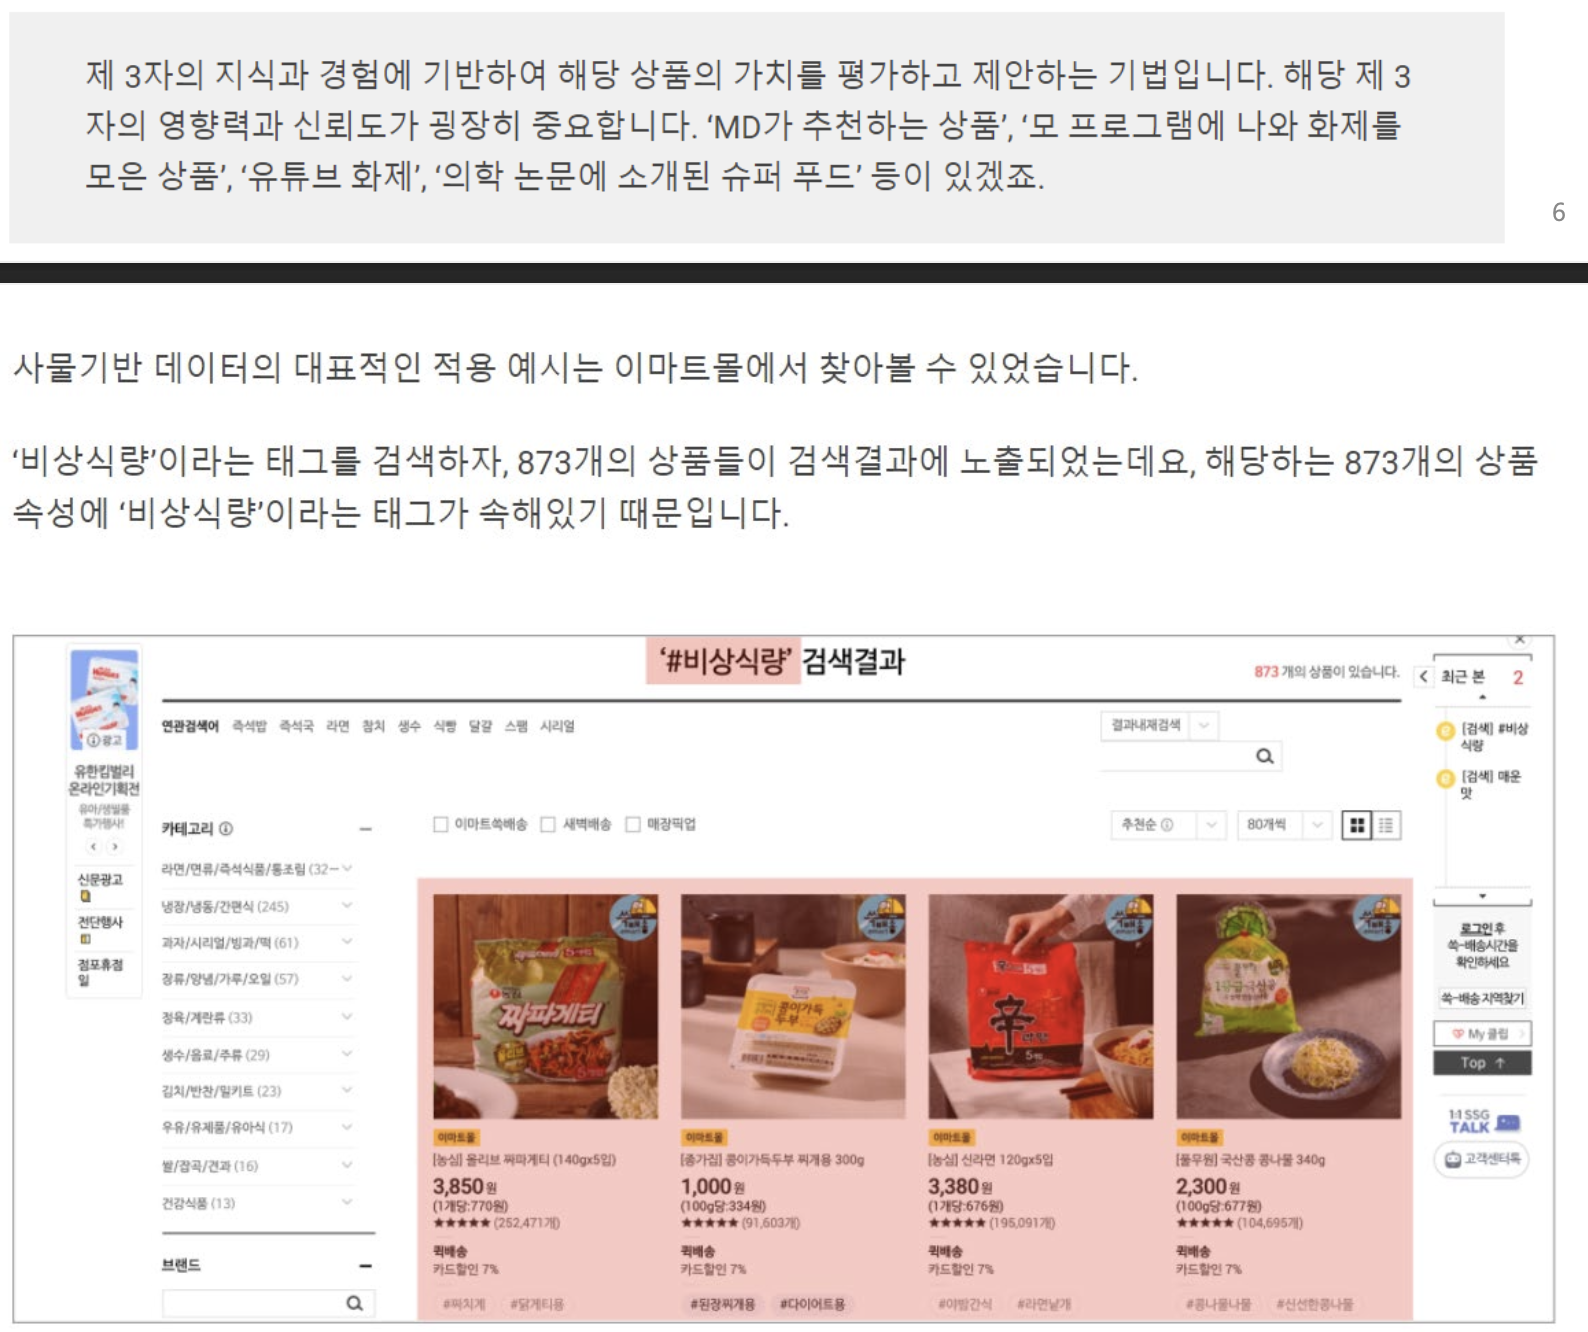 제 3자의 지식과 경험에 기반하여 해당 상품의 가치를 평가하고 제안하는 기법입니다. 해당 제 3
자의 영향력과 신뢰도가 굉장히 중요합니다. ‘MD가 추천하는 상품’, ‘모 프로그램에 나와 화제를
모은 상품’, ‘유튜브 화제’, ‘의학 논문에 소개된 슈퍼 푸드’ 등이 있겠죠.
6
사물기반 데이터의 대표적인 적용 예시는 이마트몰에서 찾아볼 수 있었습니다.
‘비상식량’이라는 태그를 검색하자, 873개의 상품들이 검색결과에 노출되었는데요, 해당하는 873개의 상품
속성에 ‘비상식량’이라는 태그가 속해있기 때문입니다.
‘#비상식량’ 검색결과
873 개의 상품이 있습니다.
연관검색어 즉석밥 즉석국 라면 참치 생수 식빵 달걀 스팸 시리얼
결과내재검색
광고
유한킴벌리
온라인기획전
유아/생필품
특가행사!
신문광고
전단행사
점포휴점
일
카테고리
라면/면류/즉석식품/통조림 (32
냉장/냉동/간편식 (245)
과자/시리얼/빙과/떡 (61)
장류/양념/가루/오일 (57)
정육/계란류 (33)
생수/음료/주류 (29)
김치/반찬/밀키트 (23)
우유/유제품/유아식 (17)
쌀/잡곡/견과 (16)
건강식품 (13)
브랜드
이마트쓱배송 새벽배송 매장픽업
추천순 80개씩
농심 짜파게티
콩이가득 두부
辛라면
이마트몰
[농심] 올리브 짜파게티 (140gx5입)
3,850원
(1개당:770원)
★★★★★ (252,471개)
퀵배송
카드할인 7%
#짜치계 #닭게티용
이마트몰
[종가집] 콩이가득두부 찌개용 300g
1,000원
(100g당:334원)
★★★★★ (91,603개)
퀵배송
카드할인 7%
#된장찌개용 #다이어트용
이마트몰
[농심] 신라면 120gx5입
3,380원
(1개당:676원)
★★★★★ (195,091개)
퀵배송
카드할인 7%
#야밤간식 #라면낱개
이마트몰
[풀무원] 국산콩 콩나물 340g
2,300원
(100g당:677원)
★★★★★ (104,695개)
퀵배송
카드할인 7%
#콩나물나물 #신선한콩나물
최근 본 2
[검색] #비상
식량
[검색] 매운
맛
로그인 후
쓱-배송시간을
확인하세요
쓱-배송 지역찾기
My 클립
Top ↑
1:1 SSG
TALK
고객센터톡